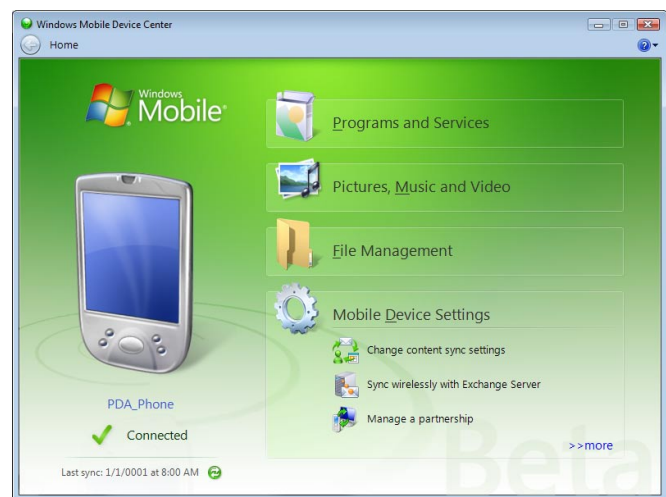 Windows Mobile Device Center
Home
Windows
Mobile®
Programs and Services
Pictures, Music and Video
File Management
Mobile Device Settings
Change content sync settings
Sync wirelessly with Exchange Server
Manage a partnership
>>more
PDA_Phone
Connected
Last sync: 1/1/0001 at 8:00 AM
Beta